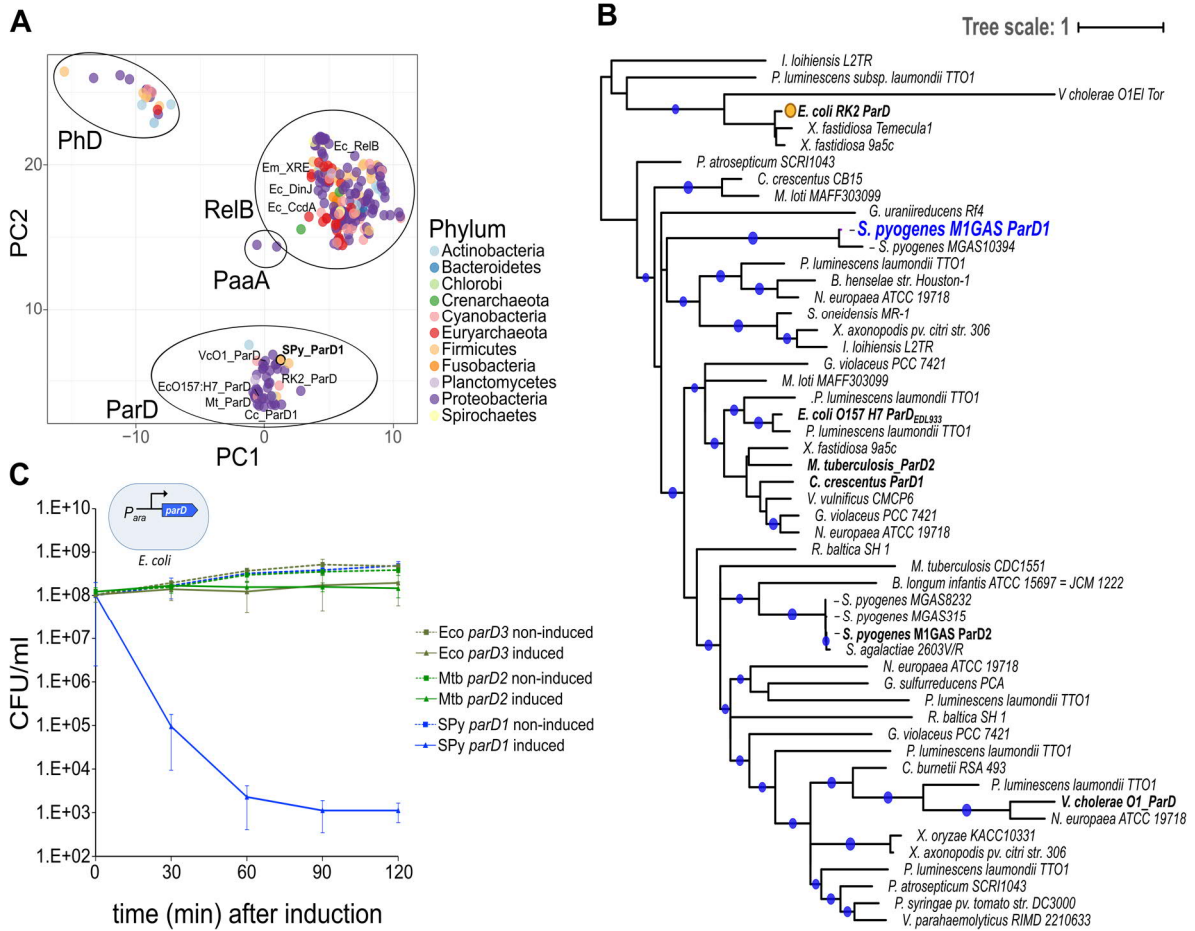 A
PhD
RelB
PaaA
ParD
Ec_RelB
Em_XRE
Ec_DinJ
Ec_CcdA
VcO1_ParD
SPy_ParD1
RK2_ParD
EcO157:H7_ParD
Mt_ParD
Cc_ParD1
PC2
20
10
−10
0
10
PC1
Phylum
Actinobacteria
Bacteroidetes
Chlorobi
Crenarchaeota
Cyanobacteria
Euryarchaeota
Firmicutes
Fusobacteria
Planctomycetes
Proteobacteria
Spirochaetes
B
Tree scale: 1
I. loihiensis L2TR
P. luminescens subsp. laumondii TTO1
V cholerae O1El Tor
E. coli RK2 ParD
X. fastidiosa Temecula1
X. fastidiosa 9a5c
P. atrosepticum SCRI1043
C. crescentus CB15
M. loti MAFF303099
G. uraniireducens Rf4
S. pyogenes M1GAS ParD1
S. pyogenes MGAS10394
P. luminescens laumondii TTO1
B. henselae str. Houston-1
N. europaea ATCC 19718
S. oneidensis MR-1
X. axonopodis pv. citri str. 306
I. loihiensis L2TR
G. violaceus PCC 7421
M. loti MAFF303099
.P. luminescens laumondii TTO1
E. coli O157 H7 ParDEDL933
P. luminescens laumondii TTO1
X. fastidiosa 9a5c
M. tuberculosis_ParD2
C. crescentus ParD1
V. vulnificus CMCP6
G. violaceus PCC 7421
N. europaea ATCC 19718
R. baltica SH 1
M. tuberculosis CDC1551
B. longum infantis ATCC 15697 = JCM 1222
S. pyogenes MGAS8232
S. pyogenes MGAS315
S. pyogenes M1GAS ParD2
S. agalactiae 2603V/R
N. europaea ATCC 19718
G. sulfurreducens PCA
P. luminescens laumondii TTO1
R. baltica SH 1
G. violaceus PCC 7421
P. luminescens laumondii TTO1
C. burnetii RSA 493
P. luminescens laumondii TTO1
V. cholerae O1_ParD
N. europaea ATCC 19718
X. oryzae KACC10331
X. axonopodis pv. citri str. 306
P. luminescens laumondii TTO1
P. atrosepticum SCRI1043
P. syringae pv. tomato str. DC3000
V. parahaemolyticus RIMD 2210633
C
Para
parD
E. coli
CFU/ml
1.E+10
1.E+09
1.E+08
1.E+07
1.E+06
1.E+05
1.E+04
1.E+03
1.E+02
0
30
60
90
120
time (min) after induction
Eco parD3 non-induced
Eco parD3 induced
Mtb parD2 non-induced
Mtb parD2 induced
SPy parD1 non-induced
SPy parD1 induced